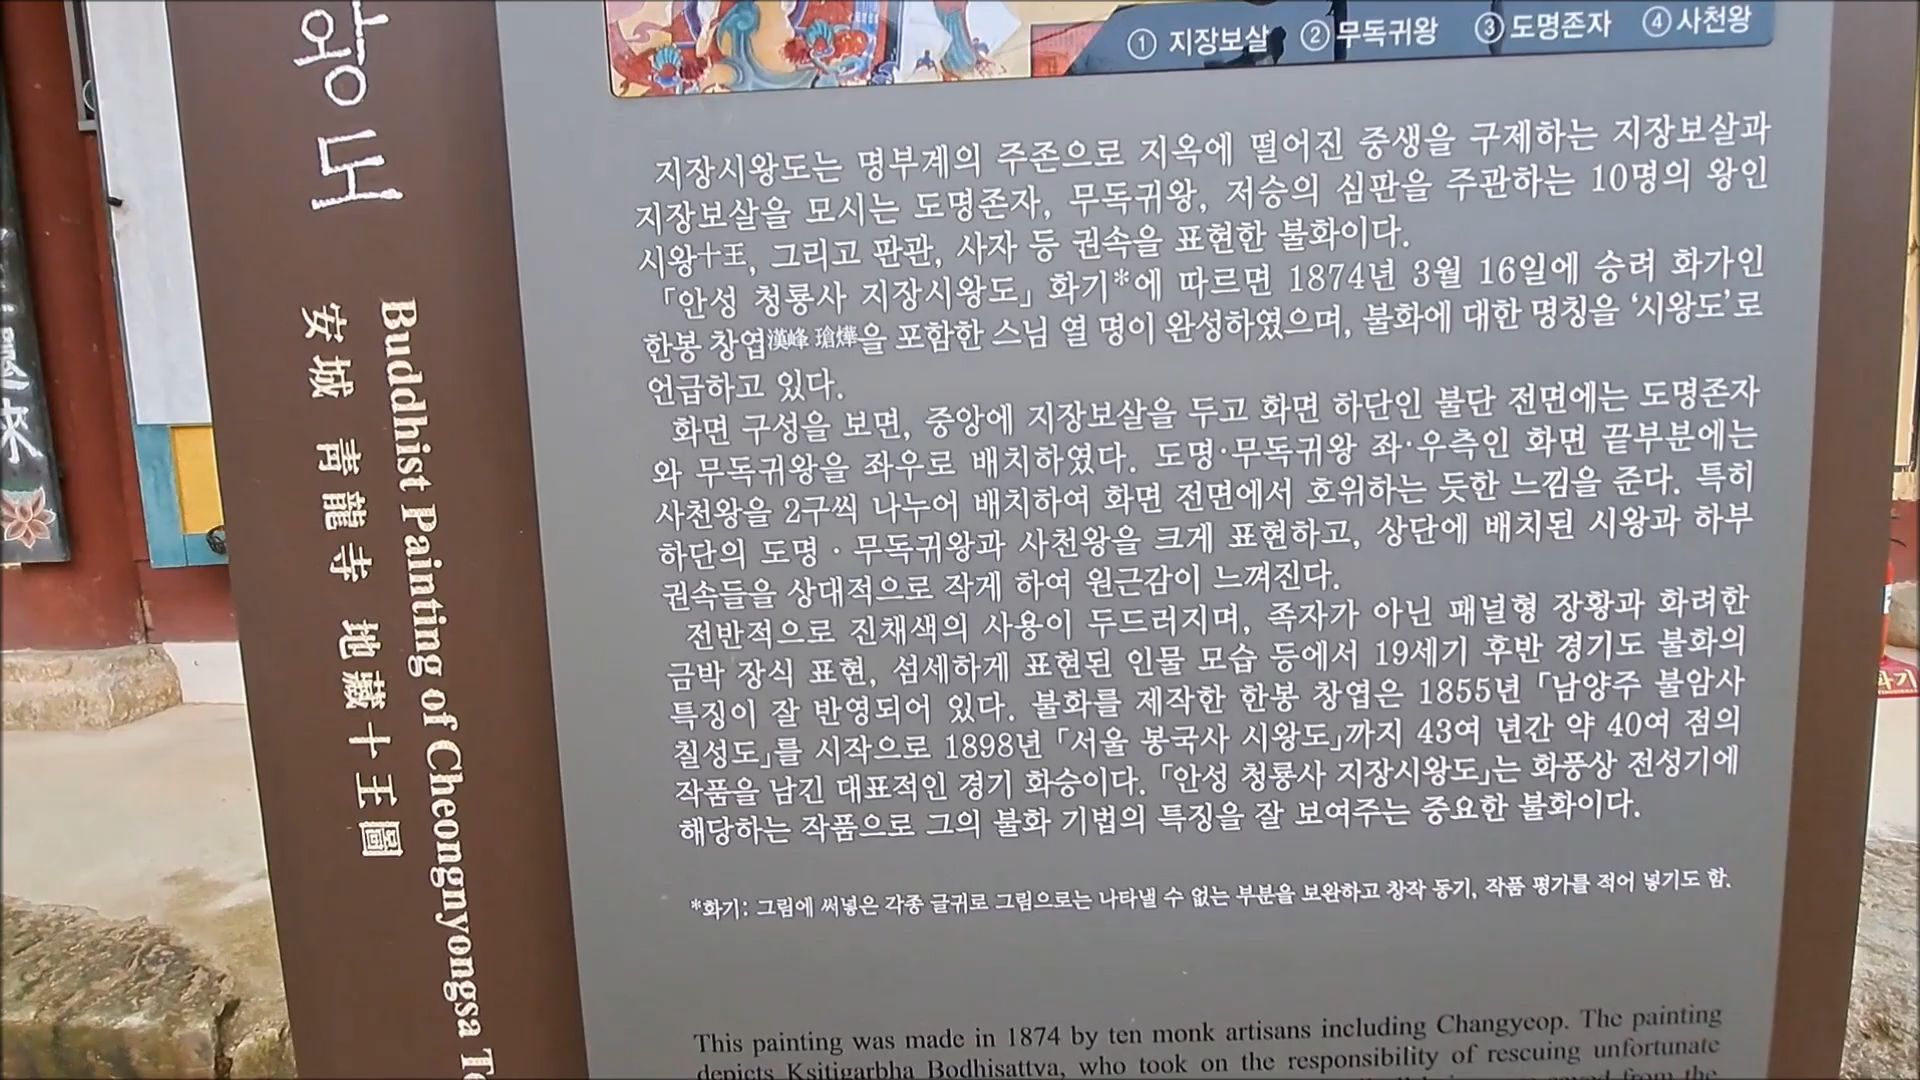 왕도
安城 青龍寺 地藏十王圖
Buddhist Painting of Cheongnyongsa
① 지장보살 ② 무독귀왕 ③ 도명존자 ④ 사천왕
지장시왕도는 명부계의 주존으로 지옥에 떨어진 중생을 구제하는 지장보살과
지장보살을 모시는 도명존자, 무독귀왕, 저승의 심판을 주관하는 10명의 왕인
시왕十王, 그리고 판관, 사자 등 권속을 표현한 불화이다.
「안성 청룡사 지장시왕도」 화기*에 따르면 1874년 3월 16일에 승려 화가인
한봉 창엽漢峰 瑲爗을 포함한 스님 열 명이 완성하였으며, 불화에 대한 명칭을 ‘시왕도’로
언급하고 있다.
화면 구성을 보면, 중앙에 지장보살을 두고 화면 하단인 불단 전면에는 도명존자
와 무독귀왕을 좌우로 배치하였다. 도명·무독귀왕 좌·우측인 화면 끝부분에는
사천왕을 2구씩 나누어 배치하여 화면 전면에서 호위하는 듯한 느낌을 준다. 특히
하단의 도명 · 무독귀왕과 사천왕을 크게 표현하고, 상단에 배치된 시왕과 하부
권속들을 상대적으로 작게 하여 원근감이 느껴진다.
전반적으로 진채색의 사용이 두드러지며, 족자가 아닌 패널형 장황과 화려한
금박 장식 표현, 섬세하게 표현된 인물 모습 등에서 19세기 후반 경기도 불화의
특징이 잘 반영되어 있다. 불화를 제작한 한봉 창엽은 1855년 「남양주 불암사
칠성도」를 시작으로 1898년 「서울 봉국사 시왕도」까지 43여 년간 약 40여 점의
작품을 남긴 대표적인 경기 화승이다. 「안성 청룡사 지장시왕도」는 화풍상 전성기에
해당하는 작품으로 그의 불화 기법의 특징을 잘 보여주는 중요한 불화이다.
*화기: 그림에 써넣은 각종 글귀로 그림으로는 나타낼 수 없는 부분을 보완하고 창작 동기, 작품 평가를 적어 넣기도 함.
This painting was made in 1874 by ten monk artisans including Changyeop. The painting
depicts Ksitigarbha Bodhisattva, who took on the responsibility of rescuing unfortunate